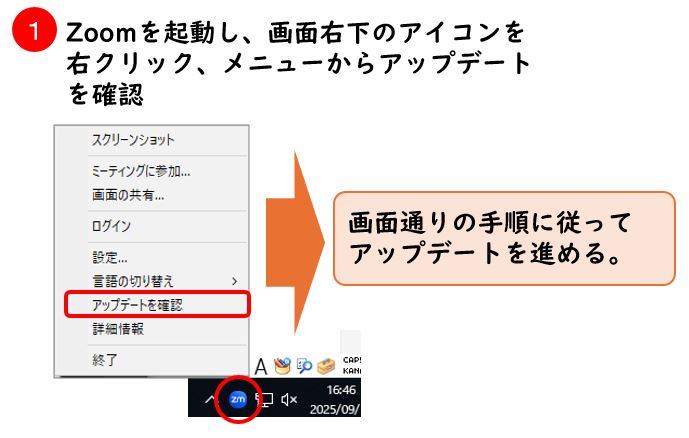 1
Zoomを起動し、画面右下のアイコンを
右クリック、メニューからアップデート
を確認
スクリーンショット
ミーティングに参加...
画面の共有...
ログイン
設定...
言語の切り替え
アップデートを確認
詳細情報
終了
画面通りの手順に従って
アップデートを進める。
A
CAPS
KANA
zm
16:46
2025/09/